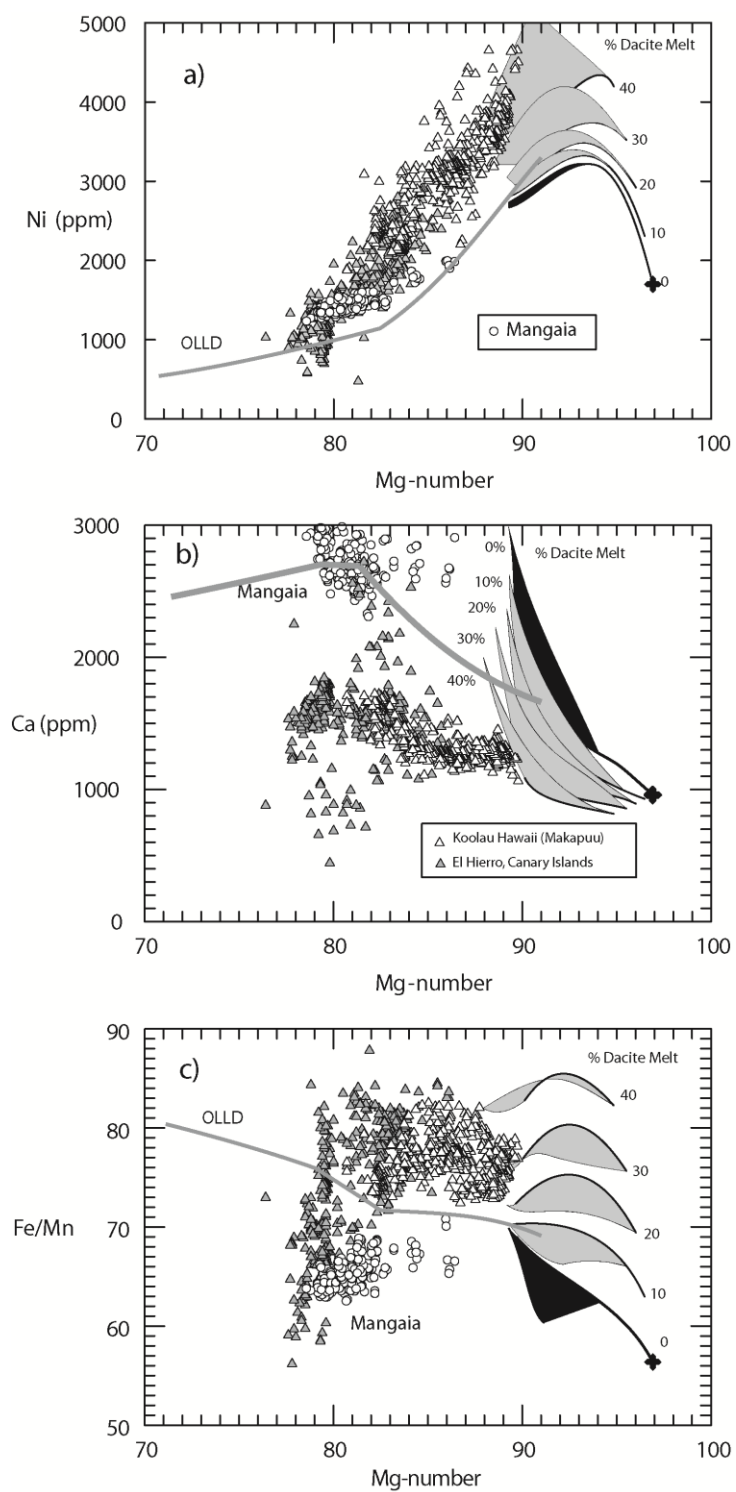 5000
a)
% Dacite Melt
4000
40
30
3000
20
Ni (ppm)
10
2000
0
Mangaia
1000
OLLD
0
70
80
90
100
Mg-number
3000
b)
0%
% Dacite Melt
10%
Mangaia
20%
30%
2000
40%
Ca (ppm)
1000
Koolau Hawaii (Makapuu)
El Hierro, Canary Islands
0
70
80
90
100
Mg-number
90
c)
% Dacite Melt
40
OLLD
80
30
Fe/Mn
70
20
10
Mangaia
60
0
50
70
80
90
100
Mg-number